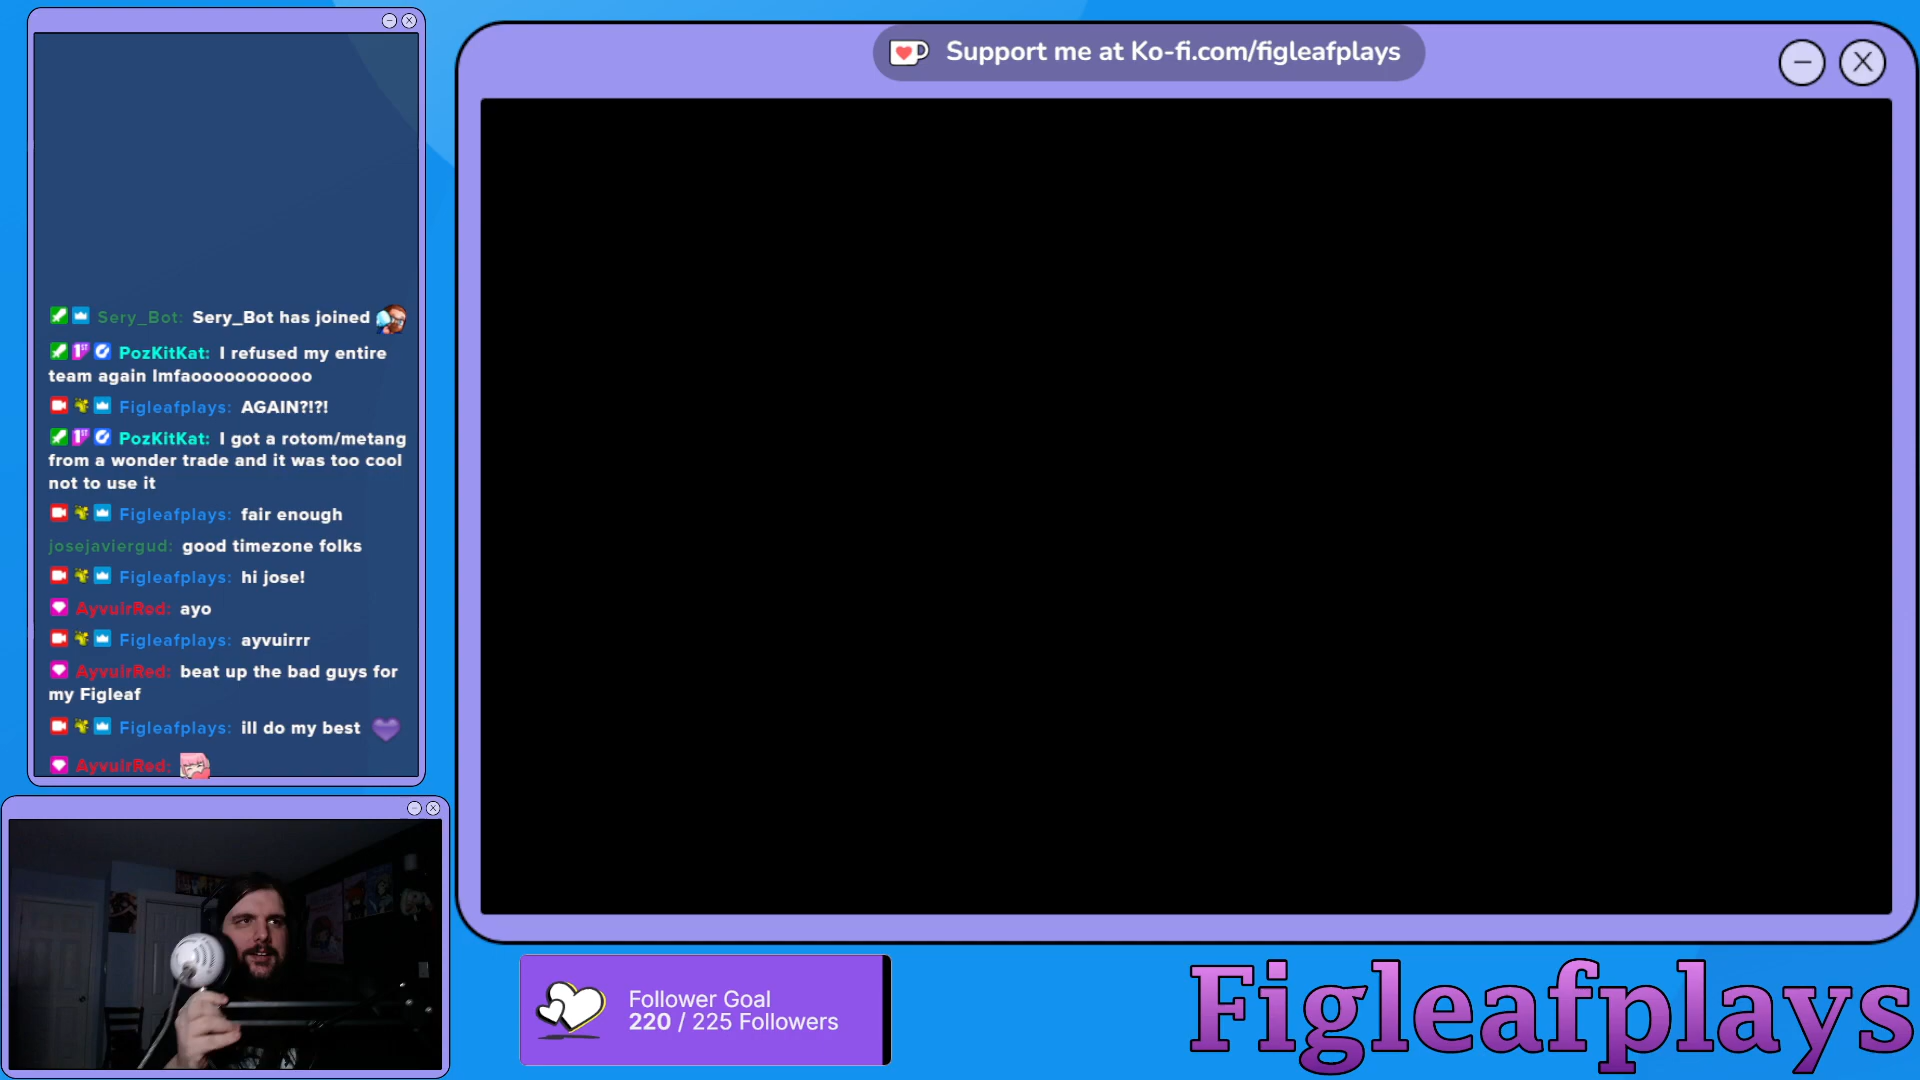 Support me at Ko-fi.com/figleafplays
Sery_Bot: Sery_Bot has joined
PozKitKat: I refused my entire
team again lmfaooooooooooo
Figleafplays: AGAIN?!?!
PozKitKat: I got a rotom/metang
from a wonder trade and it was too cool
not to use it
Figleafplays: fair enough
josejaviergud: good timezone folks
Figleafplays: hi jose!
AyvuirRed: ayo
Figleafplays: ayvuirrr
AyvuirRed: beat up the bad guys for
my Figleaf
Figleafplays: ill do my best
AyvuirRed:
Follower Goal
220 / 225 Followers
Figleafplays